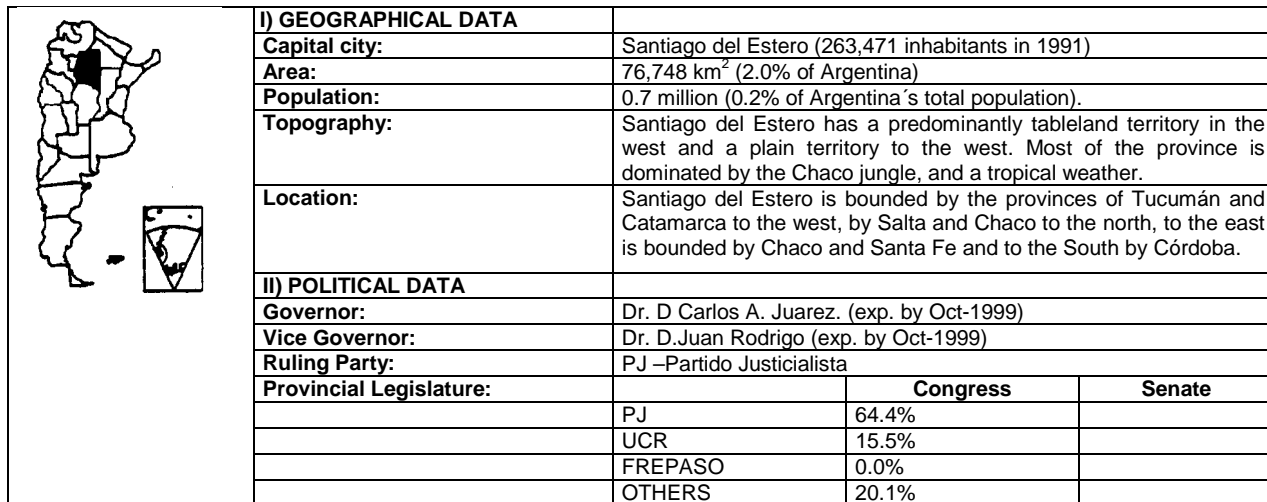 I) GEOGRAPHICAL DATA
Capital city: Santiago del Estero (263,471 inhabitants in 1991)
Area: 76,748 km2 (2.0% of Argentina)
Population: 0.7 million (0.2% of Argentina´s total population).
Topography: Santiago del Estero has a predominantly tableland territory in the
west and a plain territory to the west. Most of the province is
dominated by the Chaco jungle, and a tropical weather.
Location: Santiago del Estero is bounded by the provinces of Tucumán and
Catamarca to the west, by Salta and Chaco to the north, to the east
is bounded by Chaco and Santa Fe and to the South by Córdoba.
II) POLITICAL DATA
Governor: Dr. D Carlos A. Juarez. (exp. by Oct-1999)
Vice Governor: Dr. D.Juan Rodrigo (exp. by Oct-1999)
Ruling Party: PJ –Partido Justicialista
Provincial Legislature: Congress Senate
PJ 64.4%
UCR 15.5%
FREPASO 0.0%
OTHERS 20.1%